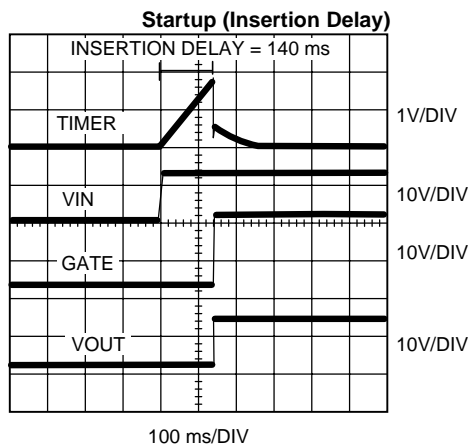 Startup (Insertion Delay)
INSERTION DELAY = 140 ms
TIMER
1V/DIV
VIN
10V/DIV
GATE
10V/DIV
VOUT
10V/DIV
100 ms/DIV